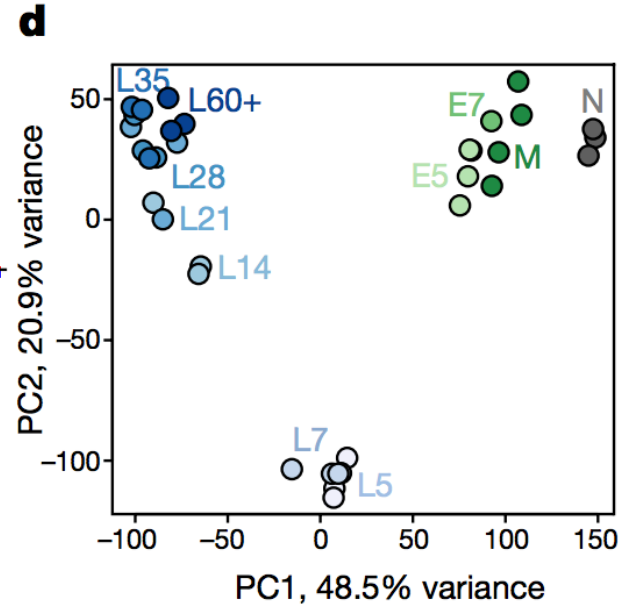 d
L35
L60+
L28
L21
L14
L7
L5
E7
E5
M
N
50
0
−50
−100
PC2, 20.9% variance
+
−100
−50
0
50
100
150
PC1, 48.5% variance